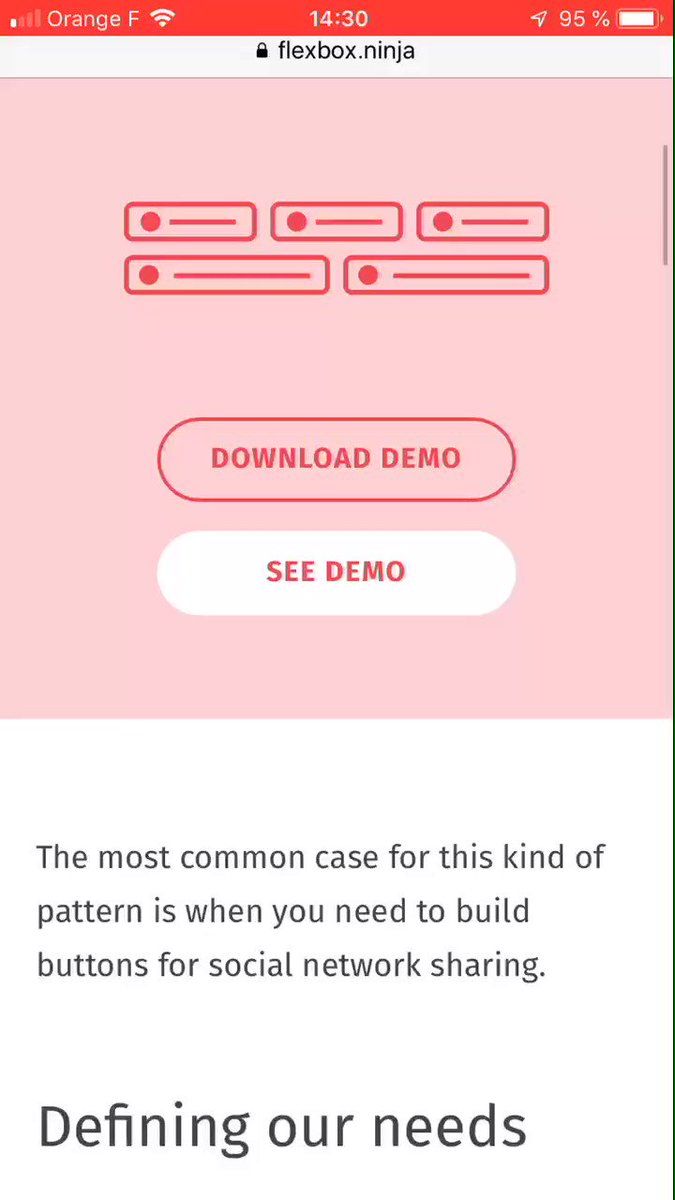 Orange F 14:30 95 %
flexbox.ninja
DOWNLOAD DEMO
SEE DEMO
The most common case for this kind of
pattern is when you need to build
buttons for social network sharing.
Defining our needs